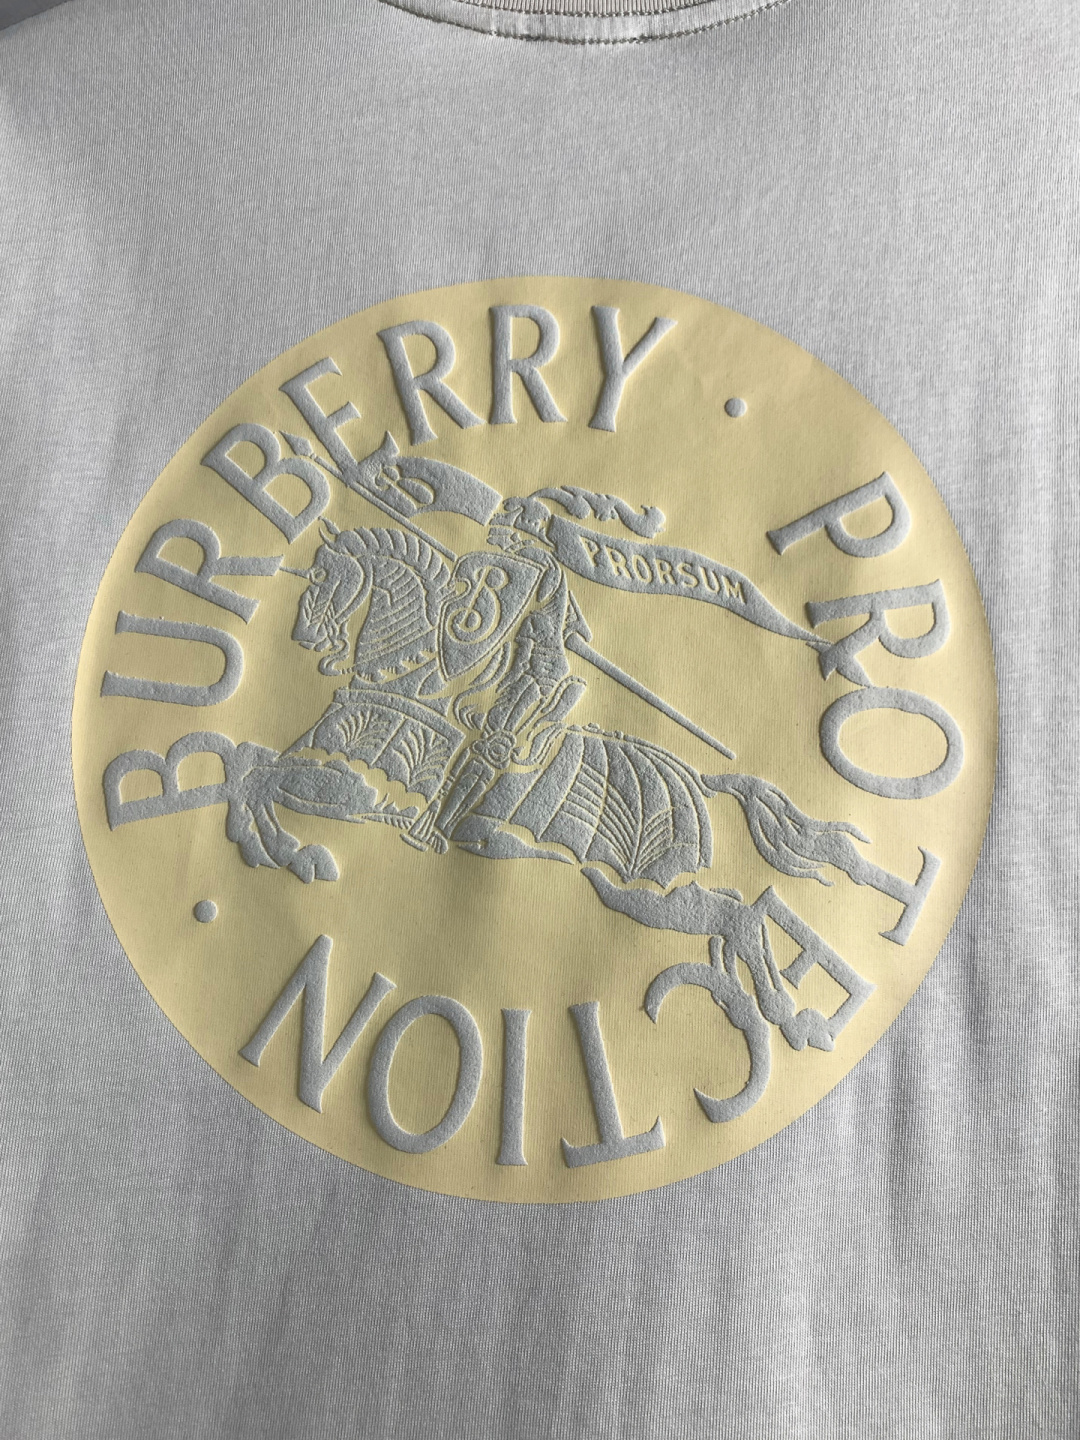 BURBERRY · PROTECTION ·
B
PRORSUM
B